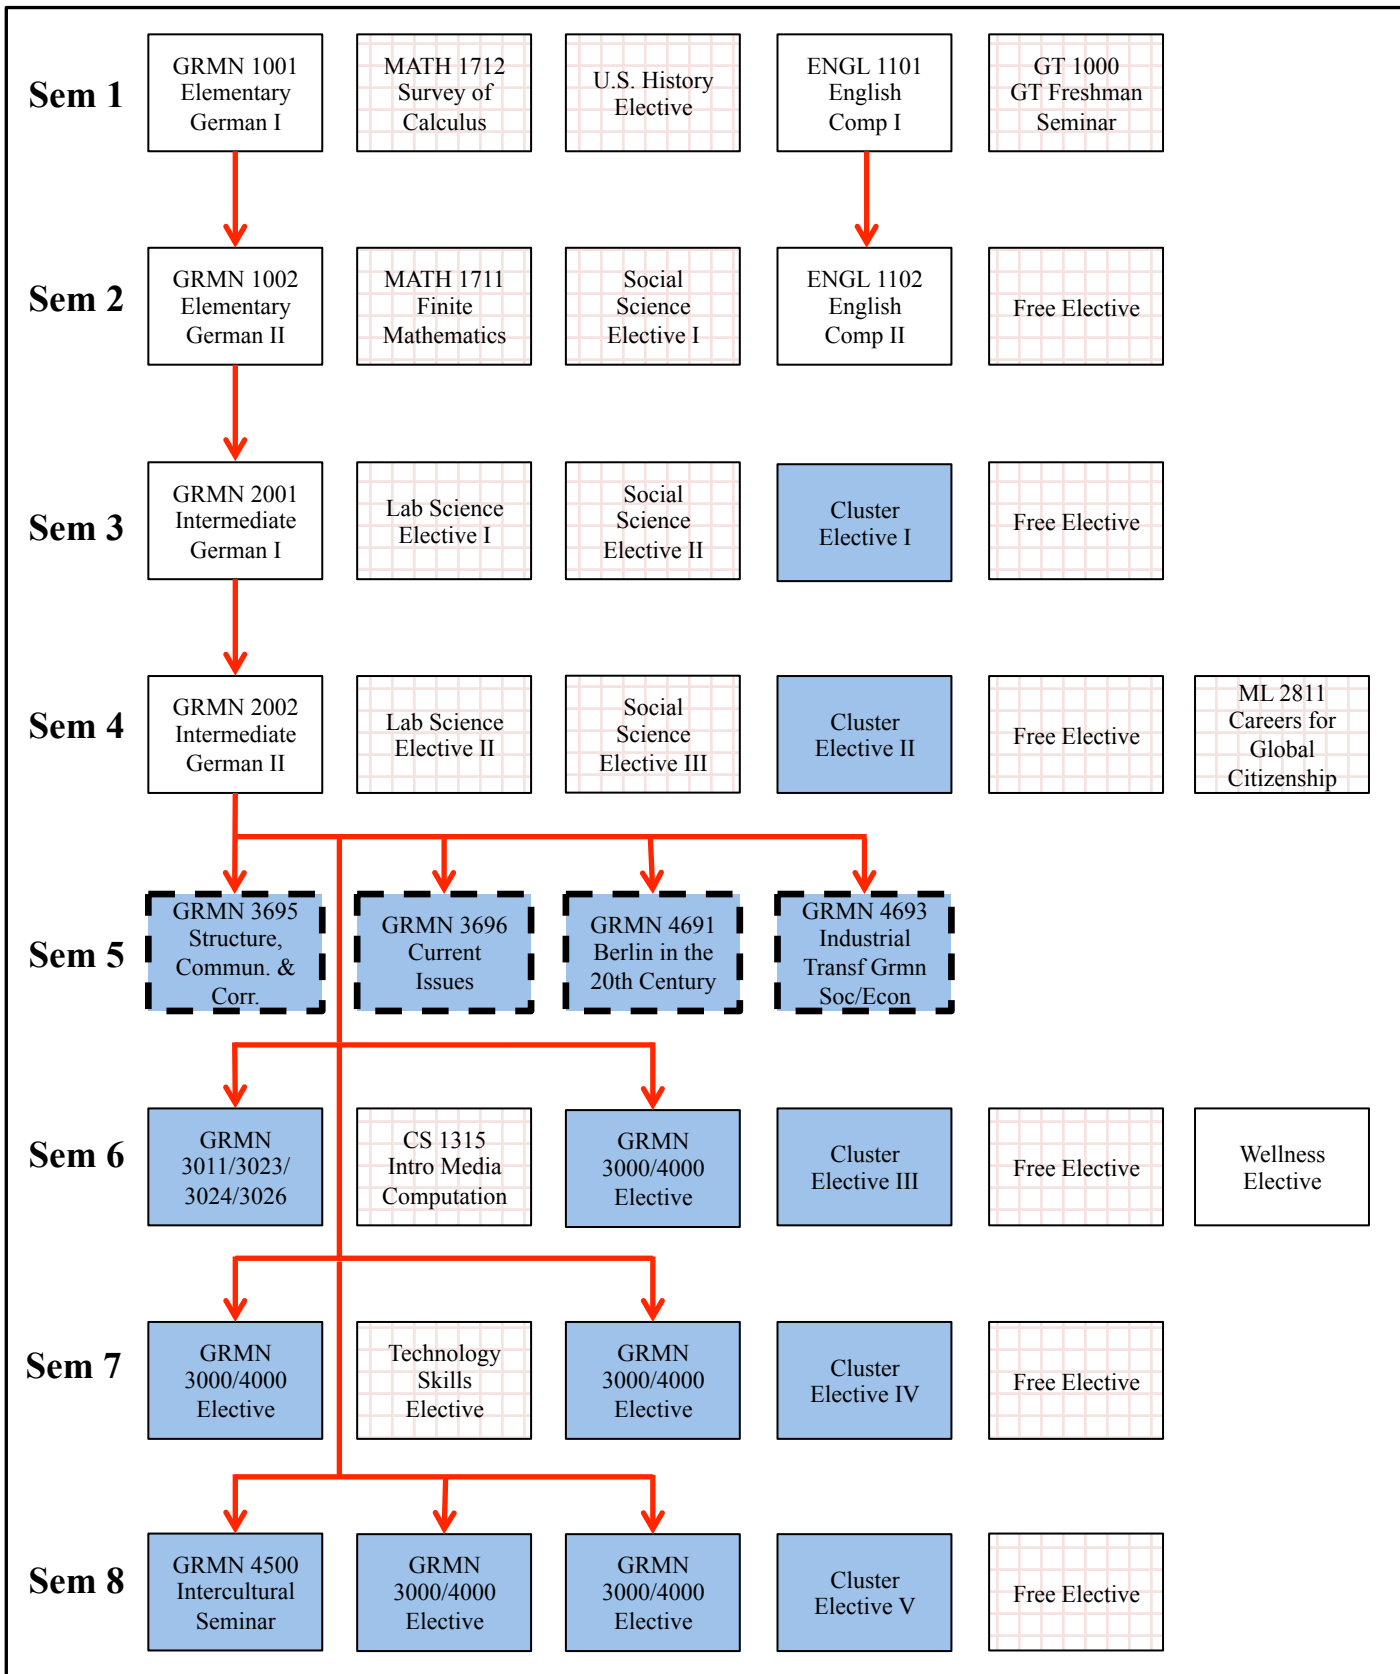 Sem 1
GRMN 1001
Elementary
German I
MATH 1712
Survey of
Calculus
U.S. History
Elective
ENGL 1101
English
Comp I
GT 1000
GT Freshman
Seminar
Sem 2
GRMN 1002
Elementary
German II
MATH 1711
Finite
Mathematics
Social
Science
Elective I
ENGL 1102
English
Comp II
Free Elective
Sem 3
GRMN 2001
Intermediate
German I
Lab Science
Elective I
Social
Science
Elective II
Cluster
Elective I
Free Elective
Sem 4
GRMN 2002
Intermediate
German II
Lab Science
Elective II
Social
Science
Elective III
Cluster
Elective II
Free Elective
ML 2811
Careers for
Global
Citizenship
Sem 5
GRMN 3695
Structure,
Commun. &
Corr.
GRMN 3696
Current
Issues
GRMN 4691
Berlin in the
20th Century
GRMN 4693
Industrial
Transf Grmn
Soc/Econ
Sem 6
GRMN
3011/3023/
3024/3026
CS 1315
Intro Media
Computation
GRMN
3000/4000
Elective
Cluster
Elective III
Free Elective
Wellness
Elective
Sem 7
GRMN
3000/4000
Elective
Technology
Skills
Elective
GRMN
3000/4000
Elective
Cluster
Elective IV
Free Elective
Sem 8
GRMN 4500
Intercultural
Seminar
GRMN
3000/4000
Elective
GRMN
3000/4000
Elective
Cluster
Elective V
Free Elective